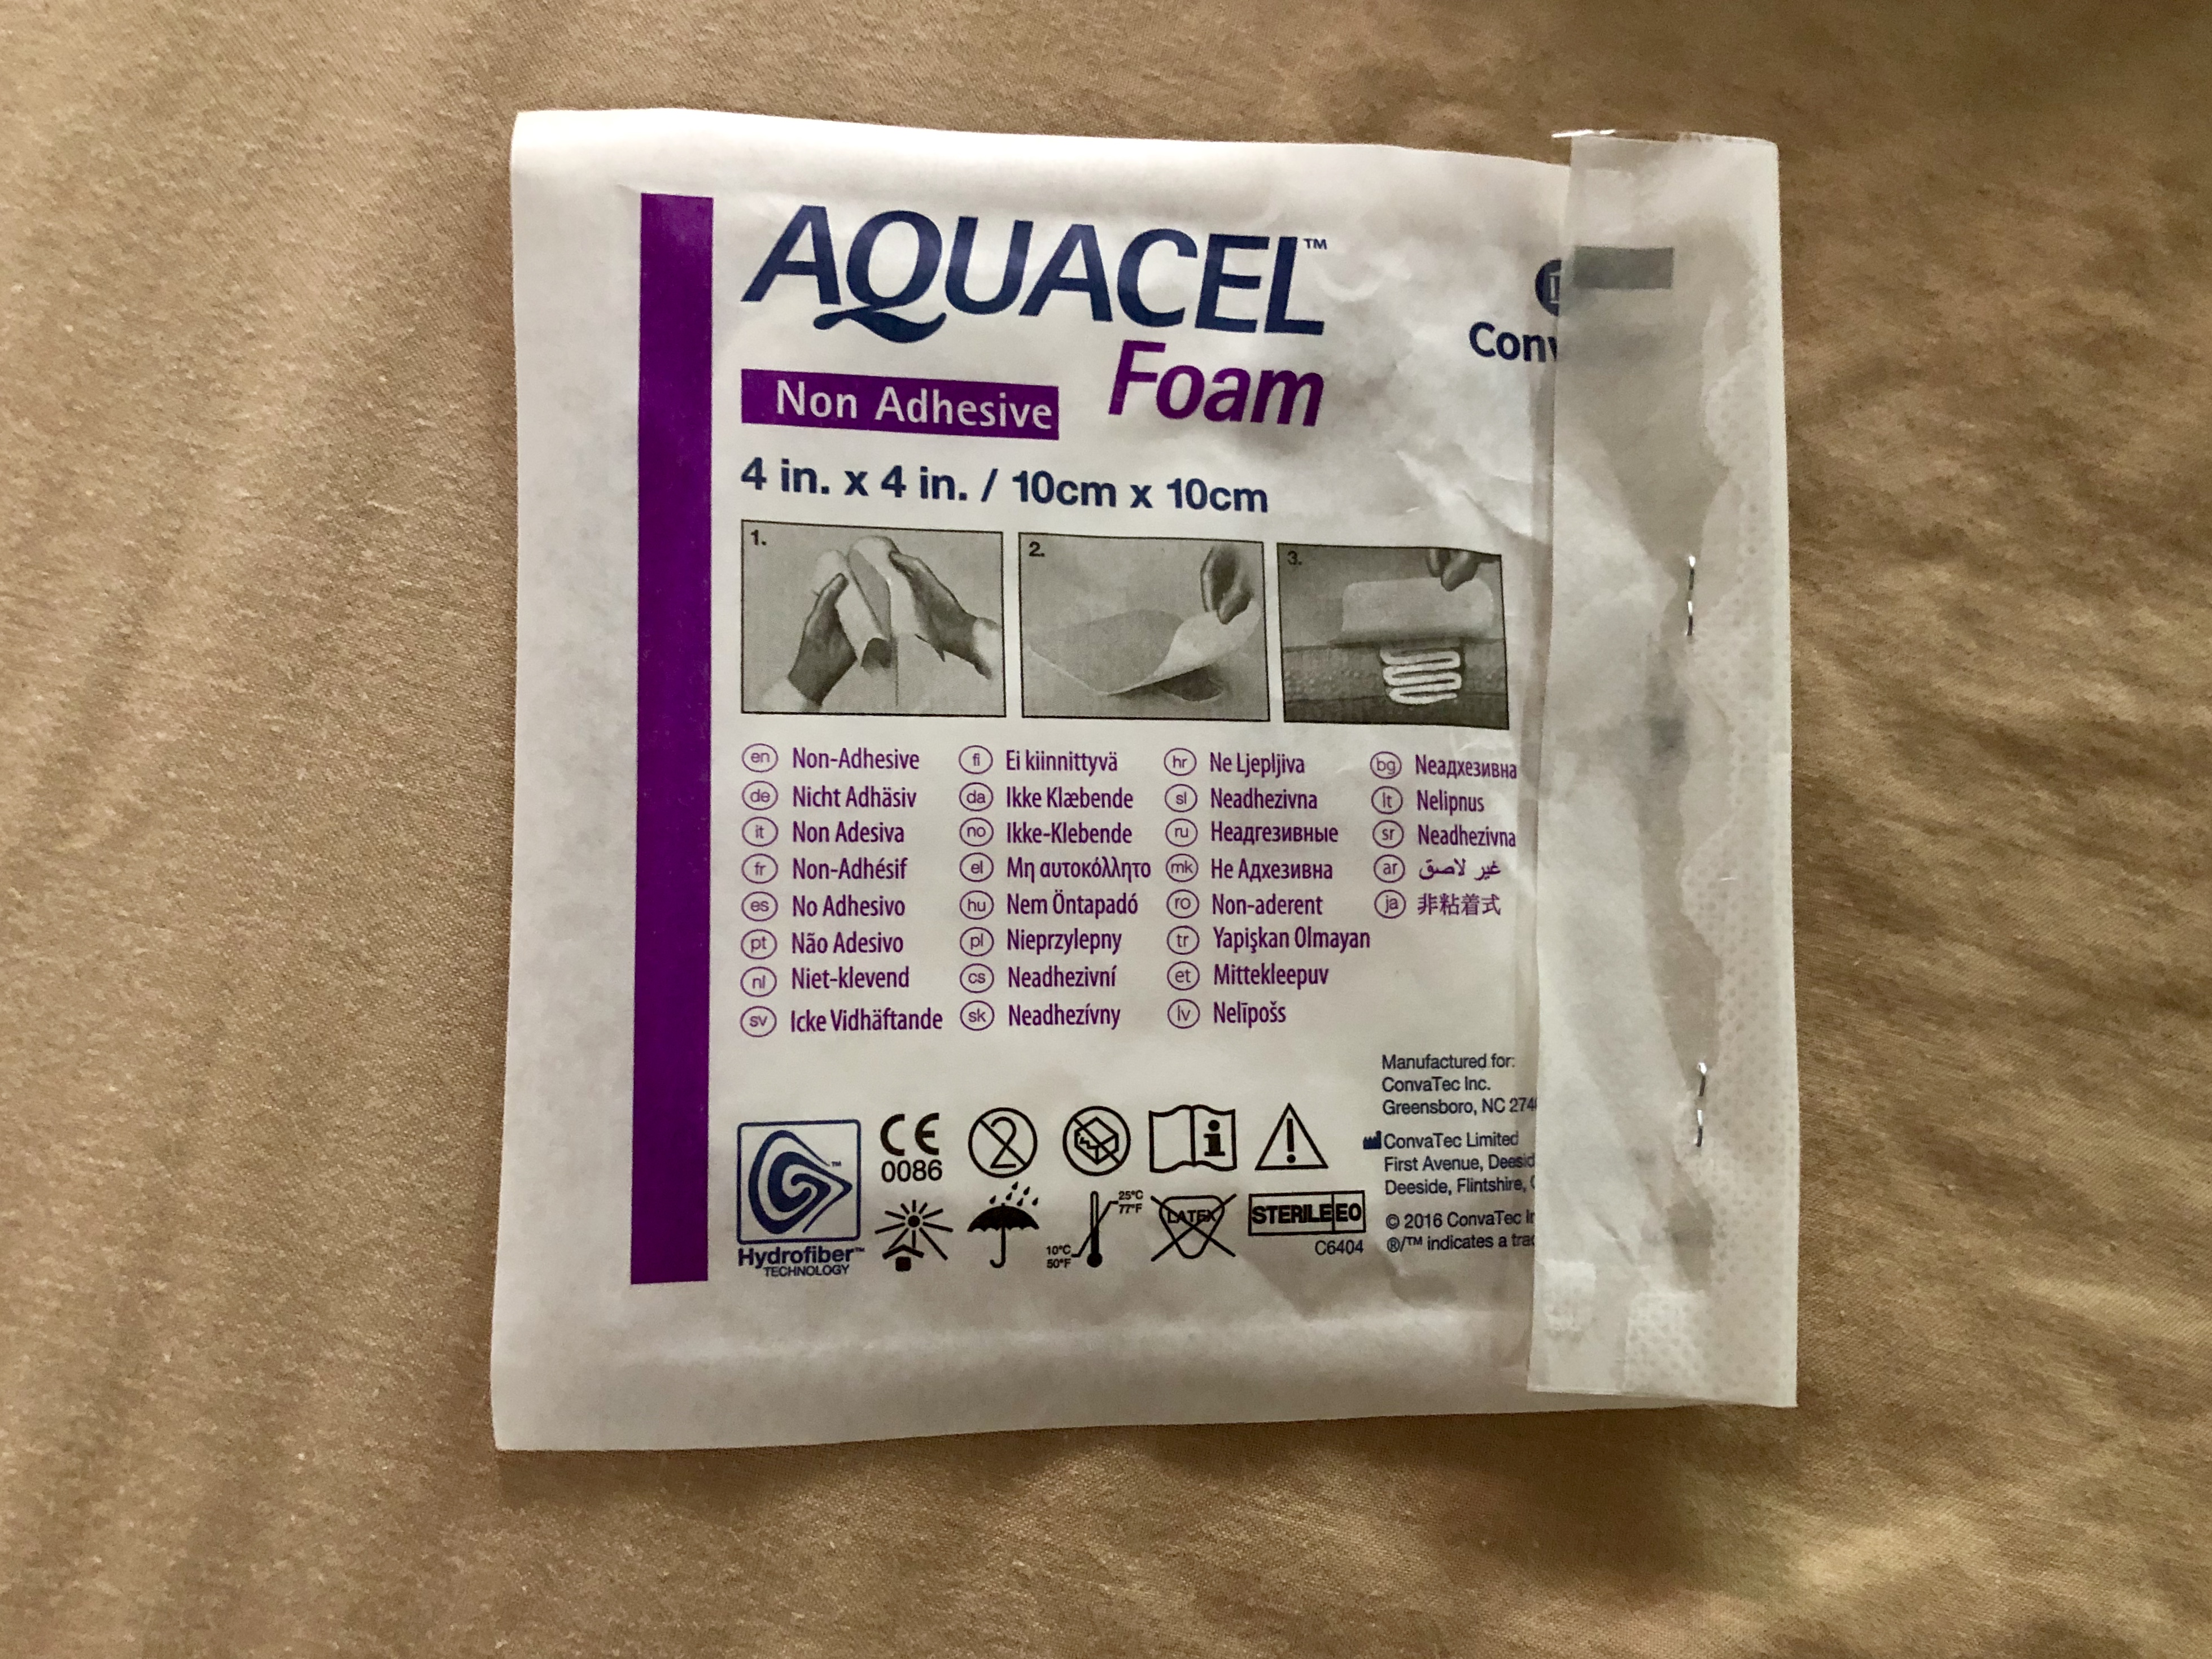 AQUACEL™
Foam
Non Adhesive
4 in. x 4 in. / 10cm x 10cm
1.
2.
3.
en Non-Adhesive
de Nicht Adhäsiv
it Non Adesiva
fr Non-Adhésif
es No Adhesivo
pt Não Adesivo
nl Niet-klevend
sv Icke Vidhäftande
fi Ei kiinnittyvä
da Ikke Klæbende
no Ikke-Klebende
el Μη αυτοκόλλητο
hu Nem Öntapadó
pl Nieprzylepny
cs Neadhezivní
sk Neadhezívny
hr Ne Ljepljiva
sl Neadhezivna
ru Неадгезивные
mk Не Адхезивна
ro Non-aderent
tr Yapişkan Olmayan
et Mittekleepuv
lv Nelīpošs
bg Neадхезивна
lt Nelipnus
sr Neadhezivna
ar غير لاصق
ja 非粘着式
Manufactured for:
ConvaTec Inc.
Greensboro, NC
ConvaTec Limited
First Avenue,
Deeside, Flintshire,
© 2016 ConvaTec
®/™ indicates a
Hydrofiber™
TECHNOLOGY
CE
0086
2
i
!
25°C
77°F
10°C
50°F
LATEX
STERILE EO
C6404